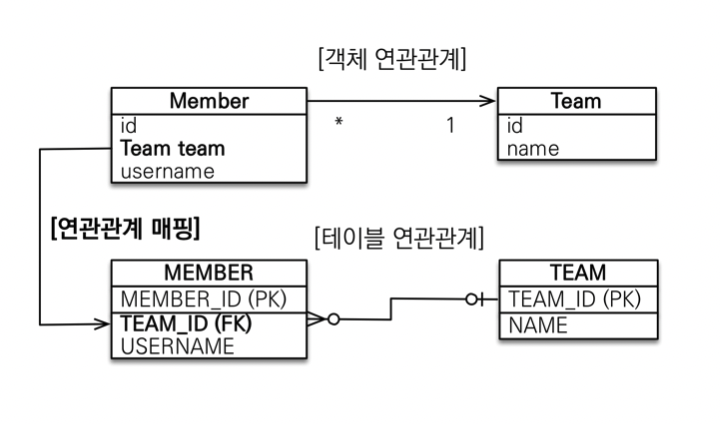 [객체 연관관계]
Member
id
Team team
username
*
1
Team
id
name
[연관관계 매핑]
[테이블 연관관계]
MEMBER
MEMBER_ID (PK)
TEAM_ID (FK)
USERNAME
TEAM
TEAM_ID (PK)
NAME